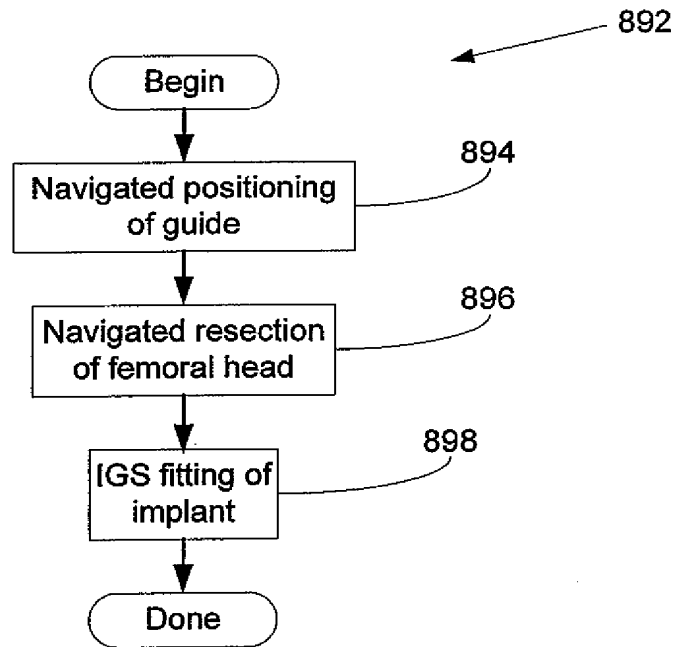 892
Begin
894
Navigated positioning
of guide
896
Navigated resection
of femoral head
898
IGS fitting of
implant
Done